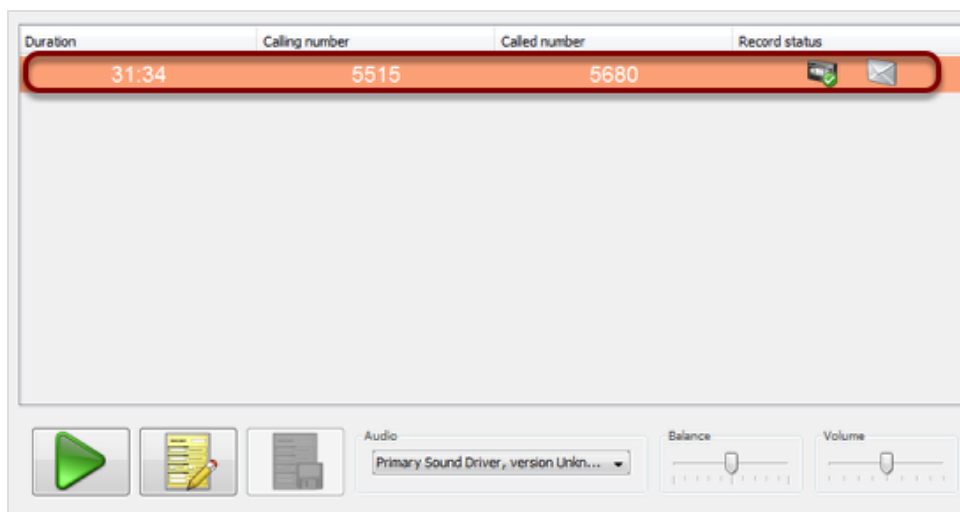 Duration Calling number Called number Record status
31:34 5515 5680
Audio Balance Volume
Primary Sound Driver, version Unkn...